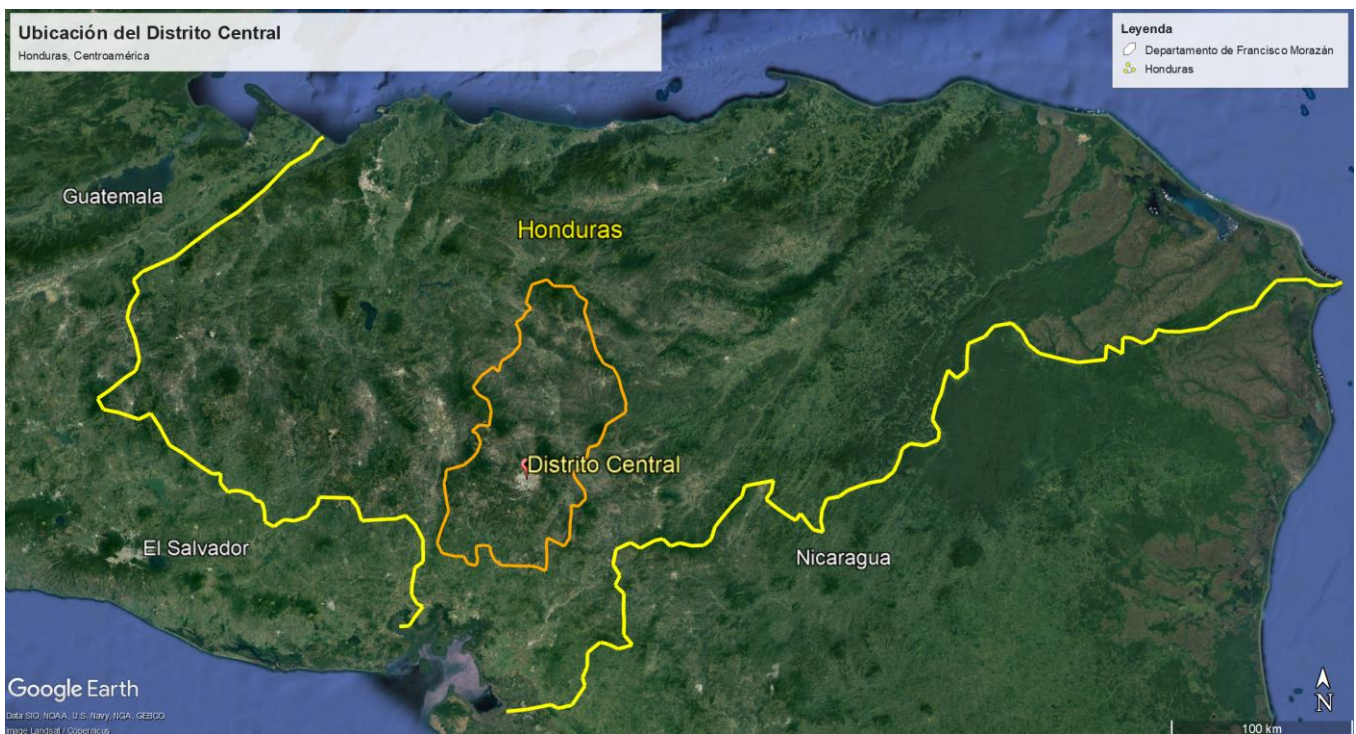 Ubicación del Distrito Central
Honduras, Centroamérica
Leyenda
Departamento de Francisco Morazán
Honduras
Guatemala
Honduras
Distrito Central
El Salvador
Nicaragua
Google Earth
Data SIO, NOAA, U.S. Navy, NGA, GEBCO
Image Landsat / Copernicus
N
100 km